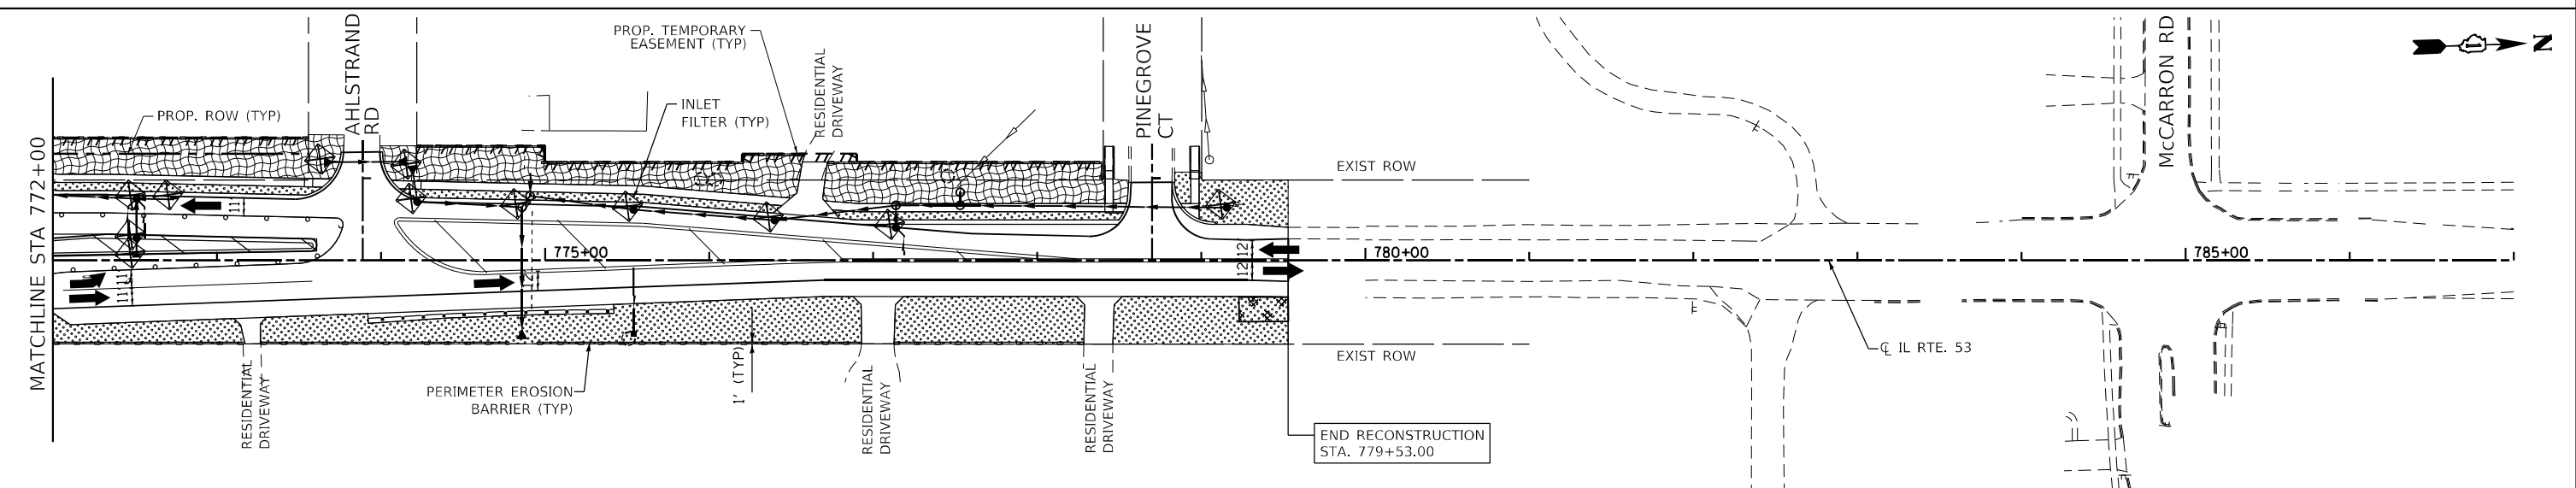 MATCHLINE STA 772+00
PROP. ROW (TYP)
AHLSTRAND
RD
PROP. TEMPORARY
EASEMENT (TYP)
INLET
FILTER (TYP)
RESIDENTIAL
DRIVEWAY
PINEGROVE
CT
EXIST ROW
McCARRON RD
N
11
775+00
12
12
780+00
785+00
11
11
12
12
℄ IL RTE. 53
EXIST ROW
1' (TYP)
PERIMETER EROSION
BARRIER (TYP)
RESIDENTIAL
DRIVEWAY
RESIDENTIAL
DRIVEWAY
RESIDENTIAL
DRIVEWAY
END RECONSTRUCTION
STA. 779+53.00